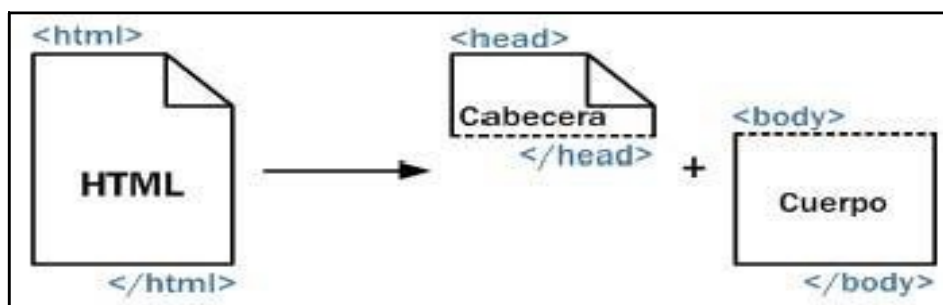 <html>
HTML
</html>
<head>
Cabecera
</head>
+
<body>
Cuerpo
</body>